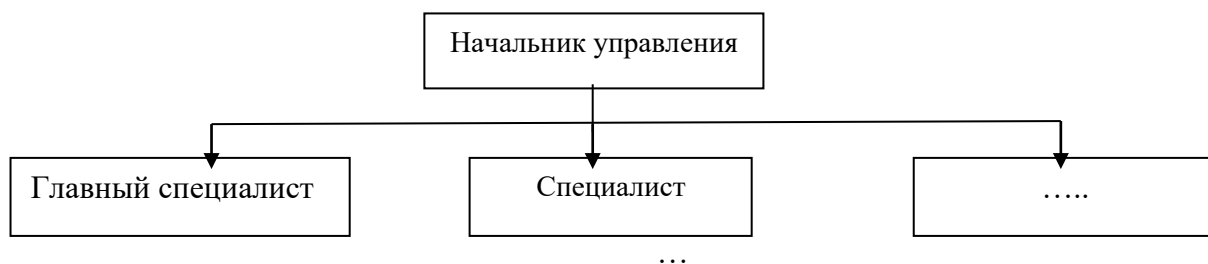 Начальник управления
Главный специалист
Специалист
…..
…